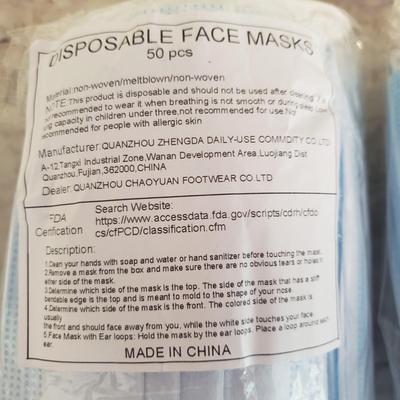 DISPOSABLE FACE MASKS
50 pcs
Material:non-woven/meltblown/non-woven
NOTE:This product is disposable and should not be used after cleaning. It is
not recommended to wear it when breathing is not smooth or during sleep. Low
lung capacity in children under three,not recommended for use.Not
recommended for people with allergic skin
Manufacturer:QUANZHOU ZHENGDA DAILY-USE COMMDITY CO.LTD
A-12,Tangxi Industrial Zone,Wanan Development Area,Luojiang Dist
Quanzhou,Fujian,362000,CHINA
Dealer:QUANZHOU CHAOYUAN FOOTWEAR CO.LTD
FDA
Cerification
Search Website:
https://www.accessdata.fda.gov/scripts/cdrh/cfdo
cs/cfPCD/classification.cfm
Description:
1.Clean your hands with soap and water or hand sanitizer before touching the mask.
2.Remove a mask from the box and make sure there are no obvious tears or holes in
either side of the mask.
3.Determine which side of the mask is the top. The side of the mask that has a stiff
bendable edge is the top and is meant to mold to the shape of your nose.
4.Determine which side of the mask is the front. The colored side of the mask is
usually
the front and should face away from you, while the white side touches your face.
5.Face Mask with Ear loops: Hold the mask by the ear loops. Place a loop around each
ear.
MADE IN CHINA